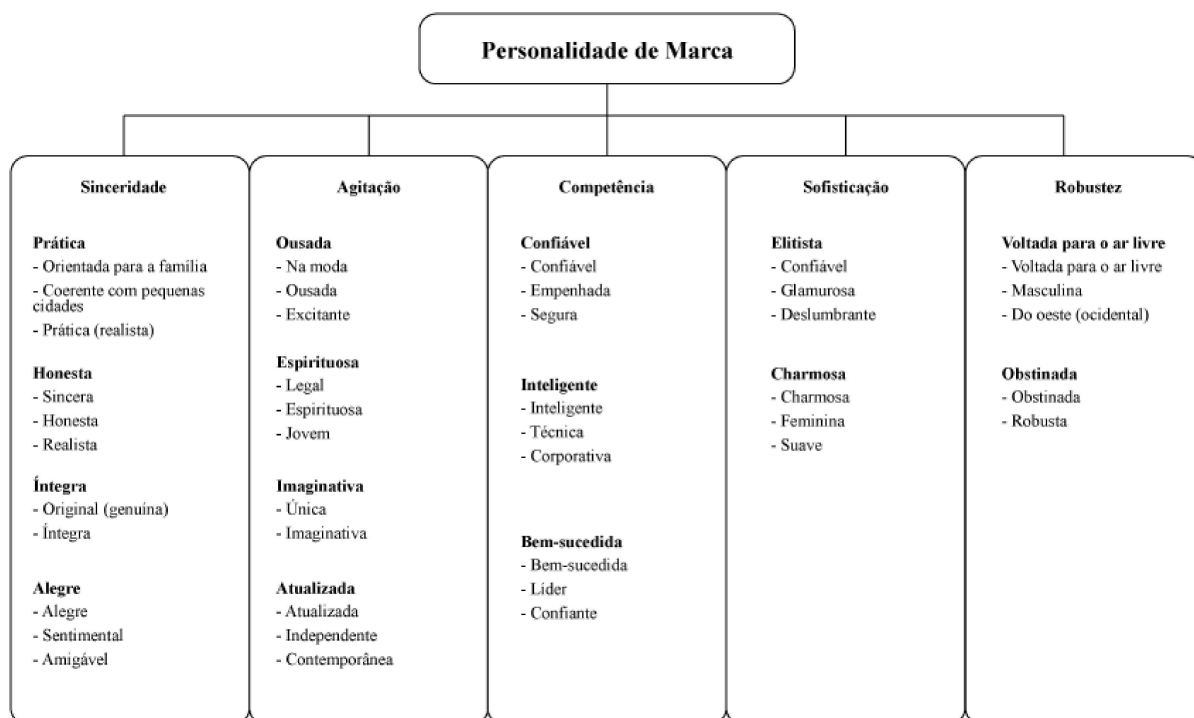 Personalidade de Marca
Sinceridade
Prática
- Orientada para a família
- Coerente com pequenas
cidades
- Prática (realista)
Honesta
- Sincera
- Honesta
- Realista
Íntegra
- Original (genuína)
- Íntegra
Alegre
- Alegre
- Sentimental
- Amigável
Agitação
Ousada
- Na moda
- Ousada
- Excitante
Espirituosa
- Legal
- Espirituosa
- Jovem
Imaginativa
- Única
- Imaginativa
Atualizada
- Atualizada
- Independente
- Contemporânea
Competência
Confiável
- Confiável
- Empenhada
- Segura
Inteligente
- Inteligente
- Técnica
- Corporativa
Bem-sucedida
- Bem-sucedida
- Líder
- Confiante
Sofisticação
Elitista
- Confiável
- Glamurosa
- Deslumbrante
Charmosa
- Charmosa
- Feminina
- Suave
Robustez
Voltada para o ar livre
- Voltada para o ar livre
- Masculina
- Do oeste (ocidental)
Obstinada
- Obstinada
- Robusta